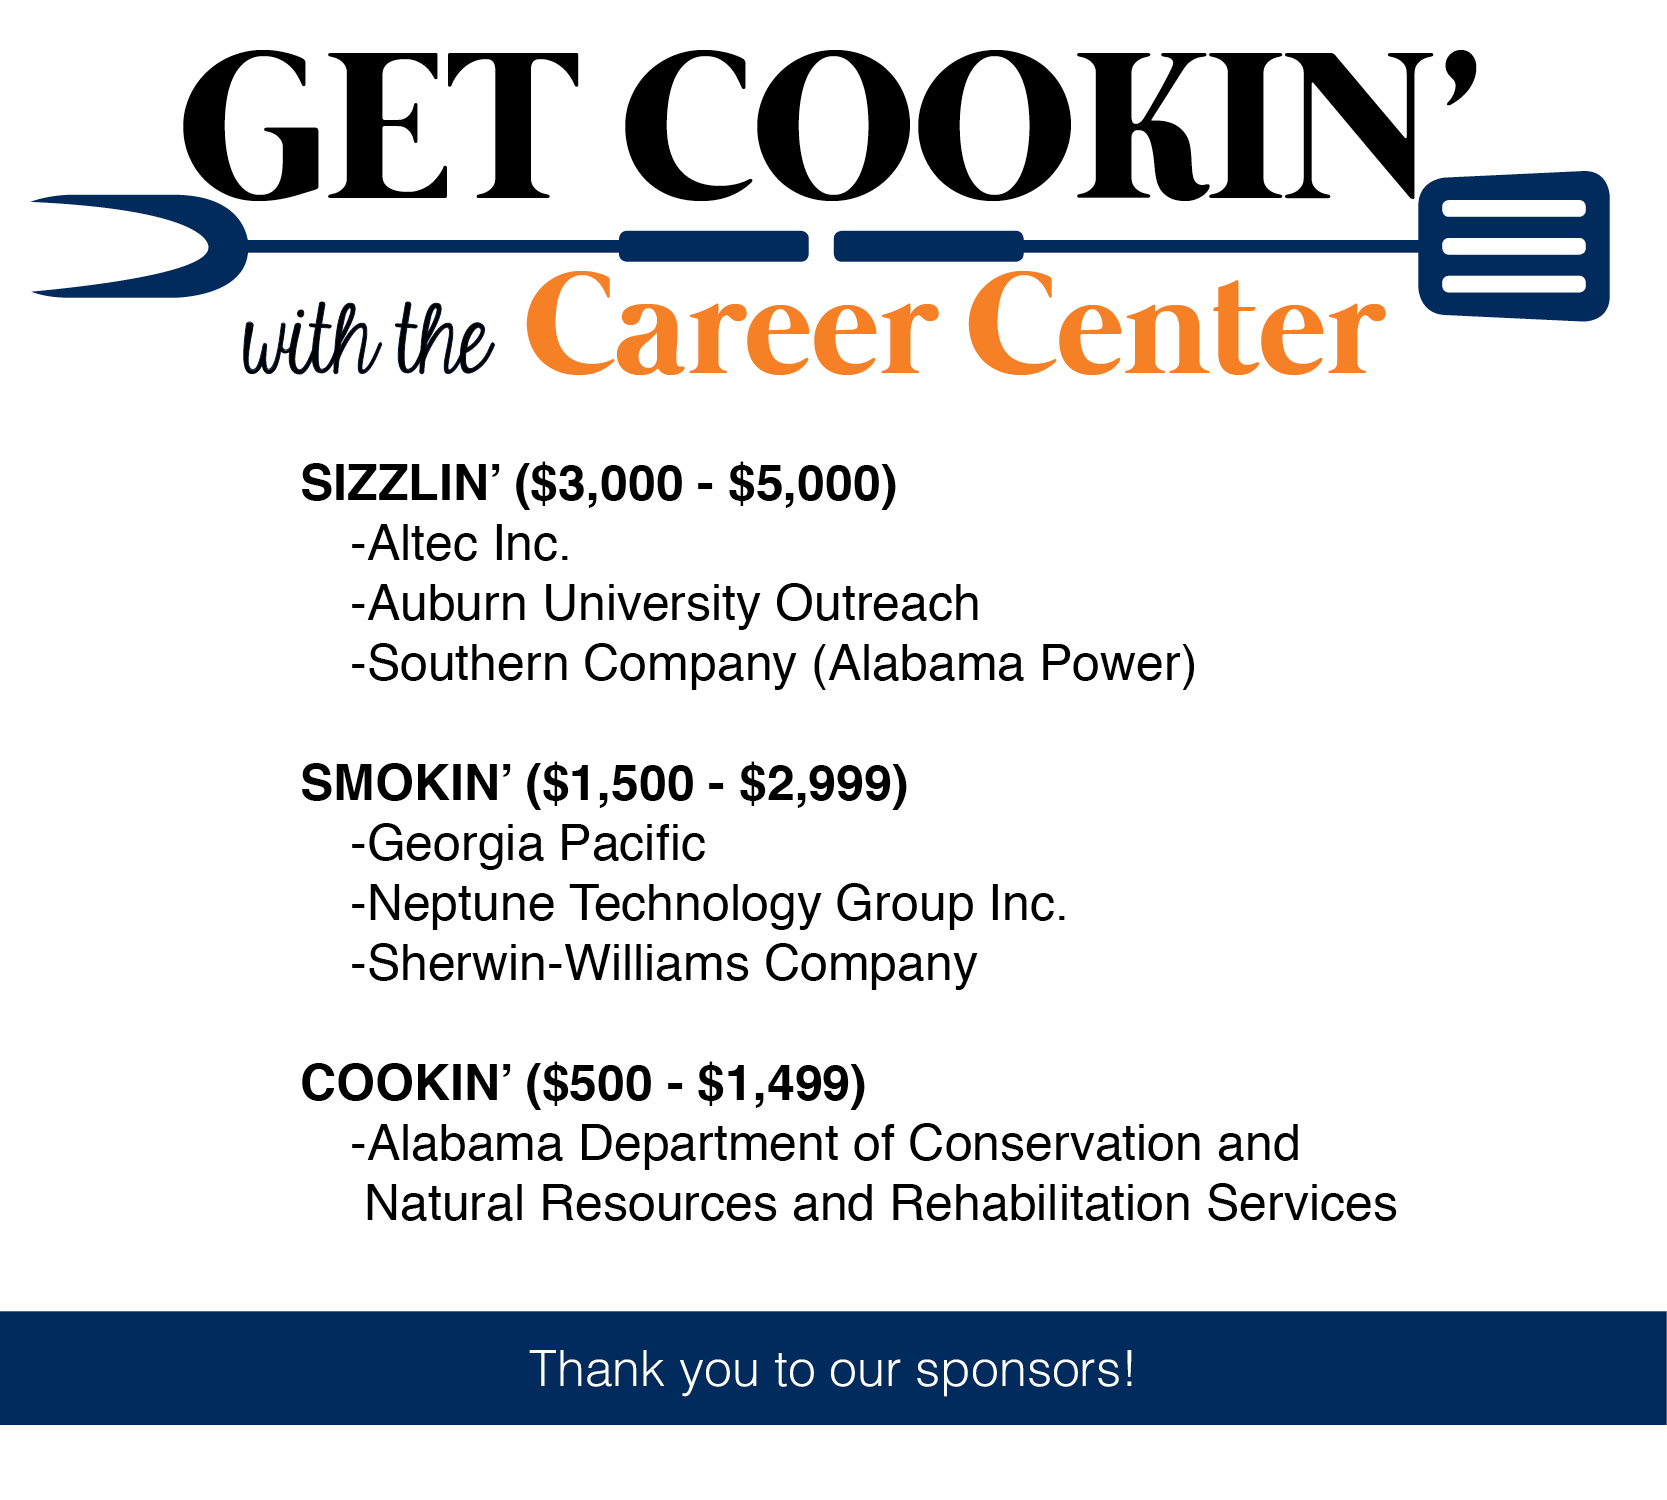 GET COOKIN’
with the Career Center
SIZZLIN’ ($3,000 - $5,000)
-Altec Inc.
-Auburn University Outreach
-Southern Company (Alabama Power)
SMOKIN’ ($1,500 - $2,999)
-Georgia Pacific
-Neptune Technology Group Inc.
-Sherwin-Williams Company
COOKIN’ ($500 - $1,499)
-Alabama Department of Conservation and
Natural Resources and Rehabilitation Services
Thank you to our sponsors!